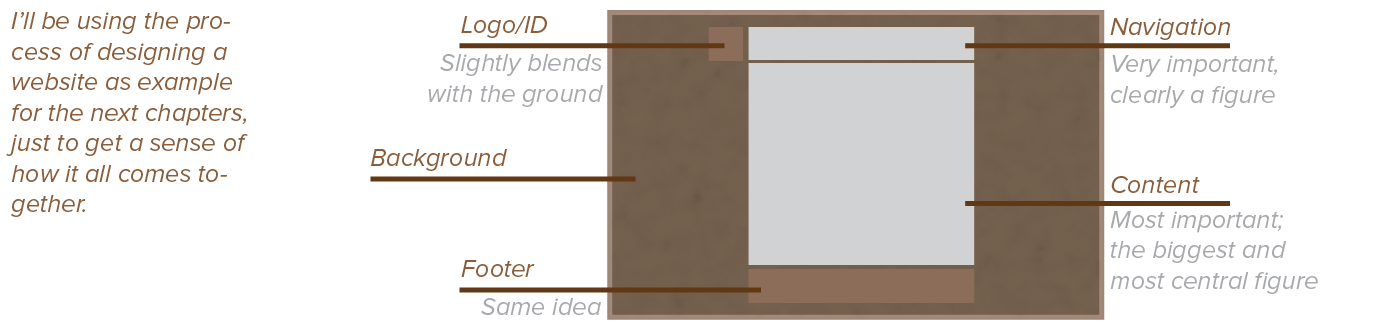 I'll be using the pro-
cess of designing a
website as example
for the next chapters,
just to get a sense of
how it all comes to-
gether.
Logo/ID
Slightly blends
with the ground
Background
Footer
Same idea
Navigation
Very important,
clearly a figure
Content
Most important;
the biggest and
most central figure